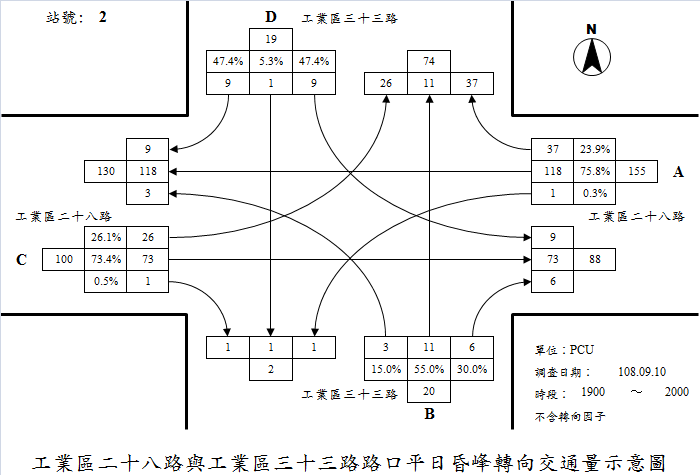 站號： 2
D
工業區三十三路
N
19
47.4% 5.3% 47.4%
9 1 9
74
26 11 37
9
130 118
3
37 23.9%
118 75.8% 155
1 0.3%
A
工業區二十八路
工業區二十八路
C
26.1% 26
100 73.4% 73
0.5% 1
9
73 88
6
1 1 1
2
3 11 6
15.0% 55.0% 30.0%
20
工業區三十三路
B
單位：PCU
調查日期： 108.09.10
時段： 1900 ～ 2000
不含轉向因子
工業區二十八路與工業區三十三路路口平日昏峰轉向交通量示意圖